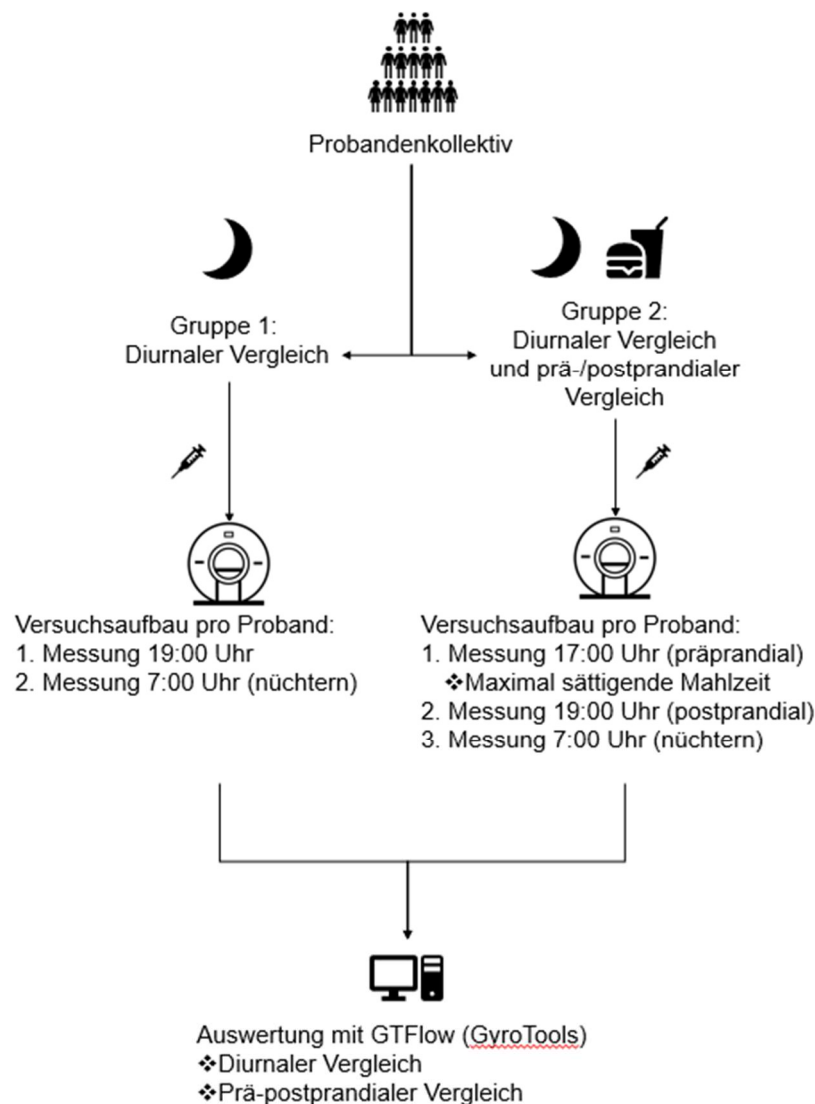 Probandenkollektiv
Gruppe 1:
Diurnaler Vergleich
Gruppe 2:
Diurnaler Vergleich
und prä-/postprandialer
Vergleich
Versuchsaufbau pro Proband:
1. Messung 19:00 Uhr
2. Messung 7:00 Uhr (nüchtern)
Versuchsaufbau pro Proband:
1. Messung 17:00 Uhr (präprandial)
❖Maximal sättigende Mahlzeit
2. Messung 19:00 Uhr (postprandial)
3. Messung 7:00 Uhr (nüchtern)
Auswertung mit GTFlow (GyroTools)
❖Diurnaler Vergleich
❖Prä-postprandialer Vergleich